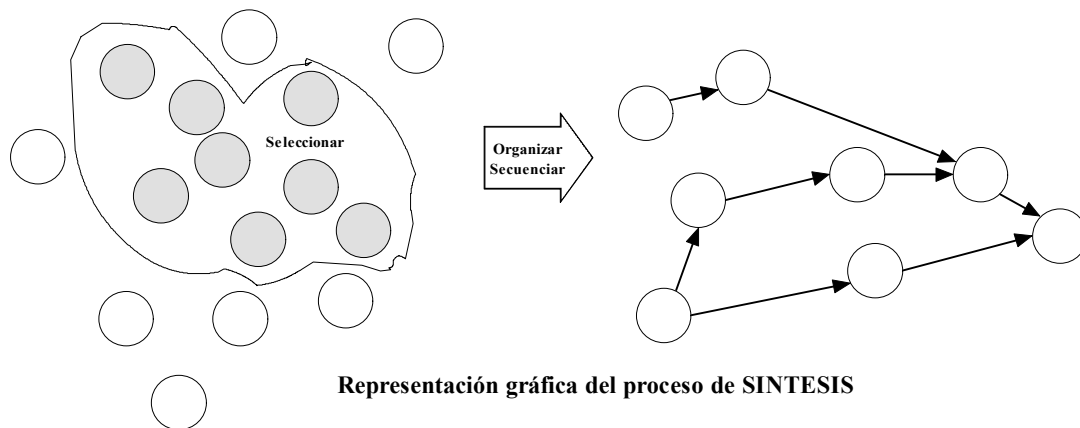 Seleccionar
Organizar
Secuenciar
Representación gráfica del proceso de SINTESIS